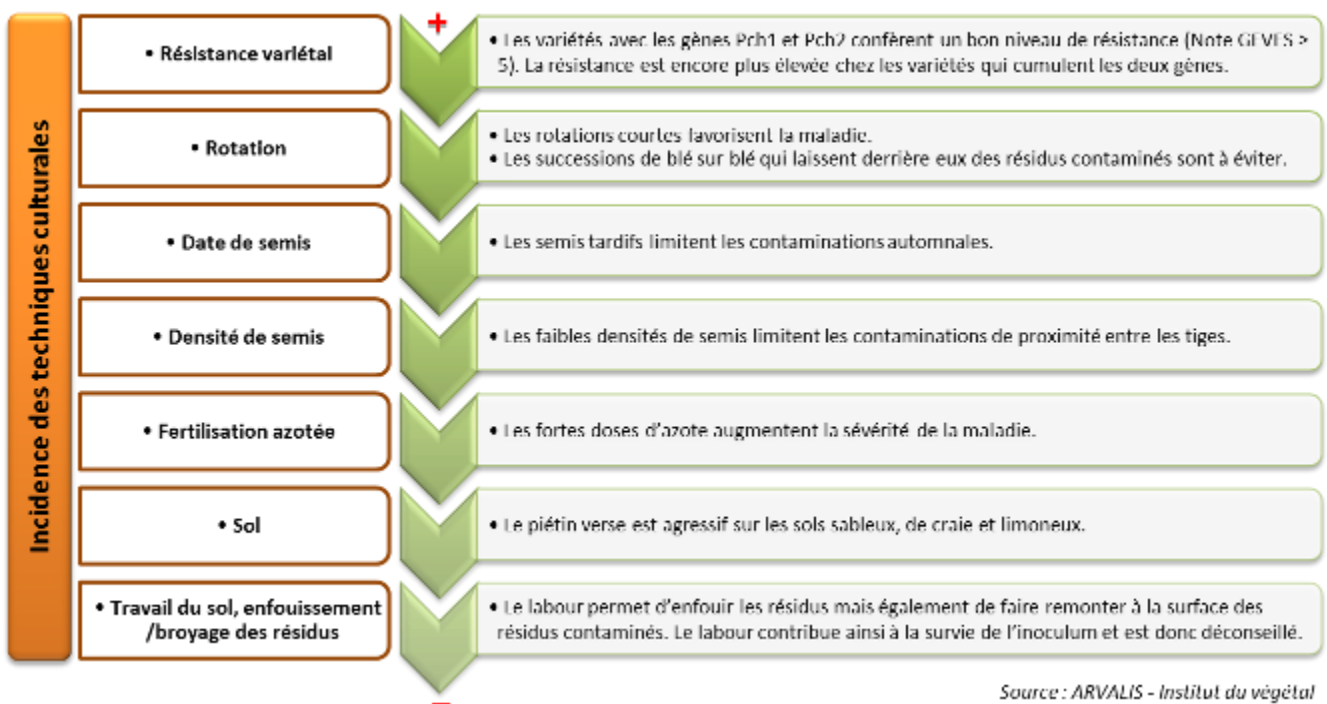 Incidence des techniques culturales
+
• Résistance variétal
• Les variétés avec les gènes Pch1 et Pch2 confèrent un bon niveau de résistance (Note GEVES >
5). La résistance est encore plus élevée chez les variétés qui cumulent les deux gènes.
• Rotation
• Les rotations courtes favorisent la maladie.
• Les successions de blé sur blé qui laissent derrière eux des résidus contaminés sont à éviter.
• Date de semis
• Les semis tardifs limitent les contaminations automnales.
• Densité de semis
• Les faibles densités de semis limitent les contaminations de proximité entre les tiges.
• Fertilisation azotée
• Les fortes doses d'azote augmentent la sévérité de la maladie.
• Sol
• Le piétin verse est agressif sur les sols sableux, de craie et limoneux.
• Travail du sol, enfouissement
/broyage des résidus
• Le labour permet d'enfouir les résidus mais également de faire remonter à la surface des
résidus contaminés. Le labour contribue ainsi à la survie de l'inoculum et est donc déconseillé.
Source : ARVALIS - Institut du végétal